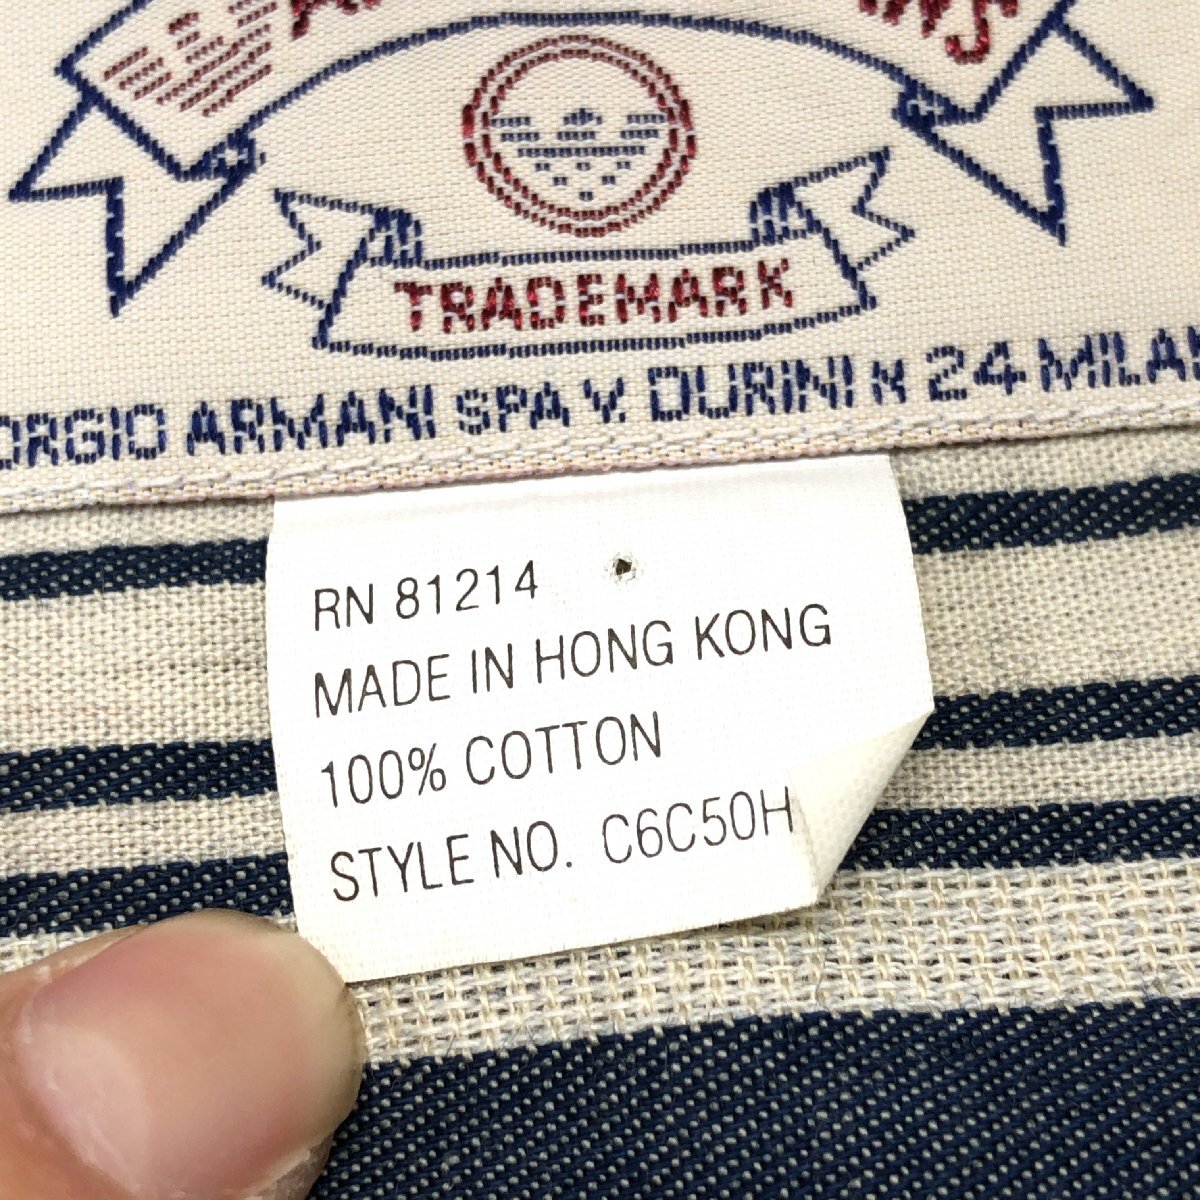 TRADEMARK
ORGIO ARMANI SPA V. DURINI N 24 MILAN
RN 81214
MADE IN HONG KONG
100% COTTON
STYLE NO. C6C50H